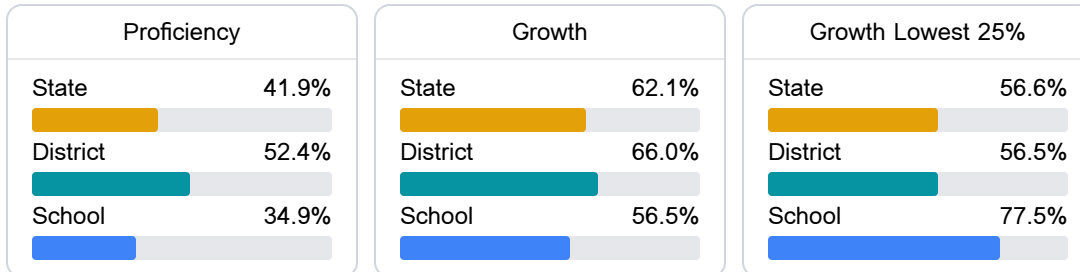 Proficiency
State 41.9%
District 52.4%
School 34.9%
Growth
State 62.1%
District 66.0%
School 56.5%
Growth Lowest 25%
State 56.6%
District 56.5%
School 77.5%